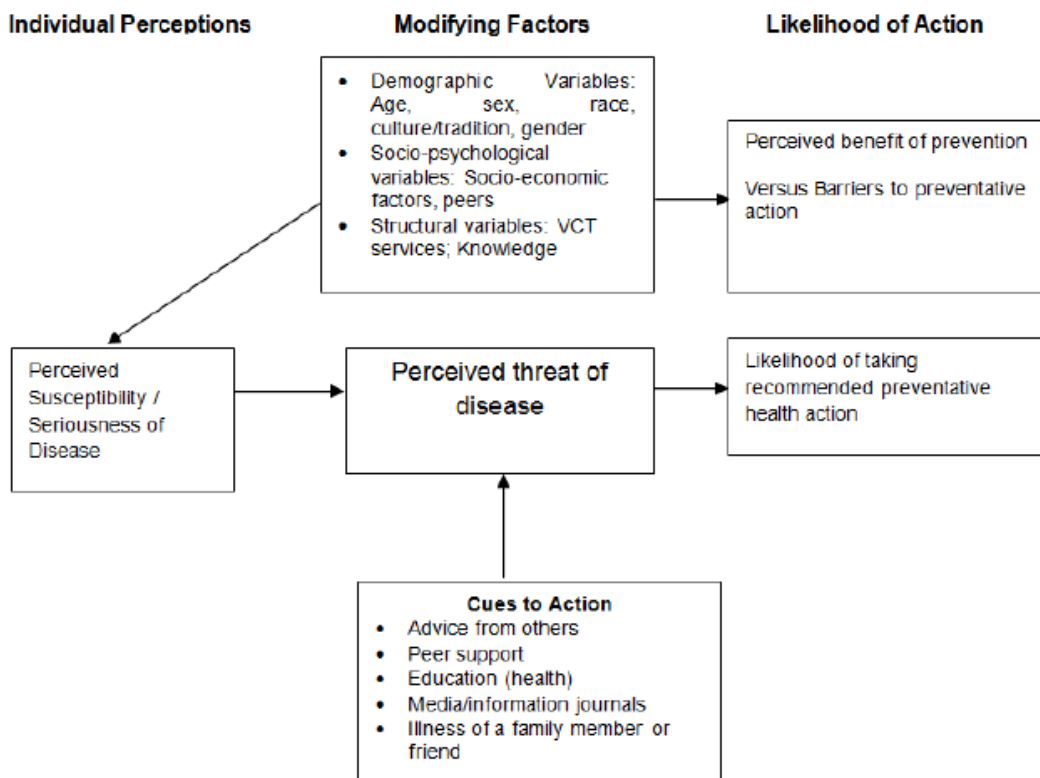 Individual Perceptions
Modifying Factors
Likelihood of Action
• Demographic Variables:
Age, sex, race,
culture/tradition, gender
• Socio-psychological
variables: Socio-economic
factors, peers
• Structural variables: VCT
services; Knowledge
Perceived benefit of prevention
Versus Barriers to preventative
action
Perceived
Susceptibility /
Seriousness of
Disease
Perceived threat of
disease
Likelihood of taking
recommended preventative
health action
Cues to Action
• Advice from others
• Peer support
• Education (health)
• Media/information journals
• Illness of a family member or
friend